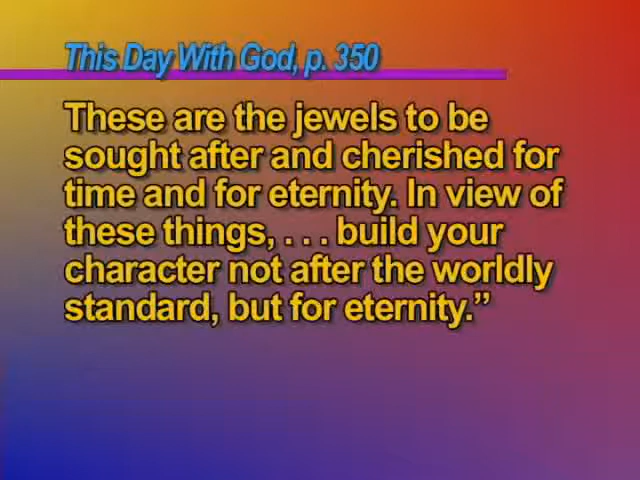 This Day With God, p. 350
These are the jewels to be
sought after and cherished for
time and for eternity. In view of
these things, . . . build your
character not after the worldly
standard, but for eternity.”